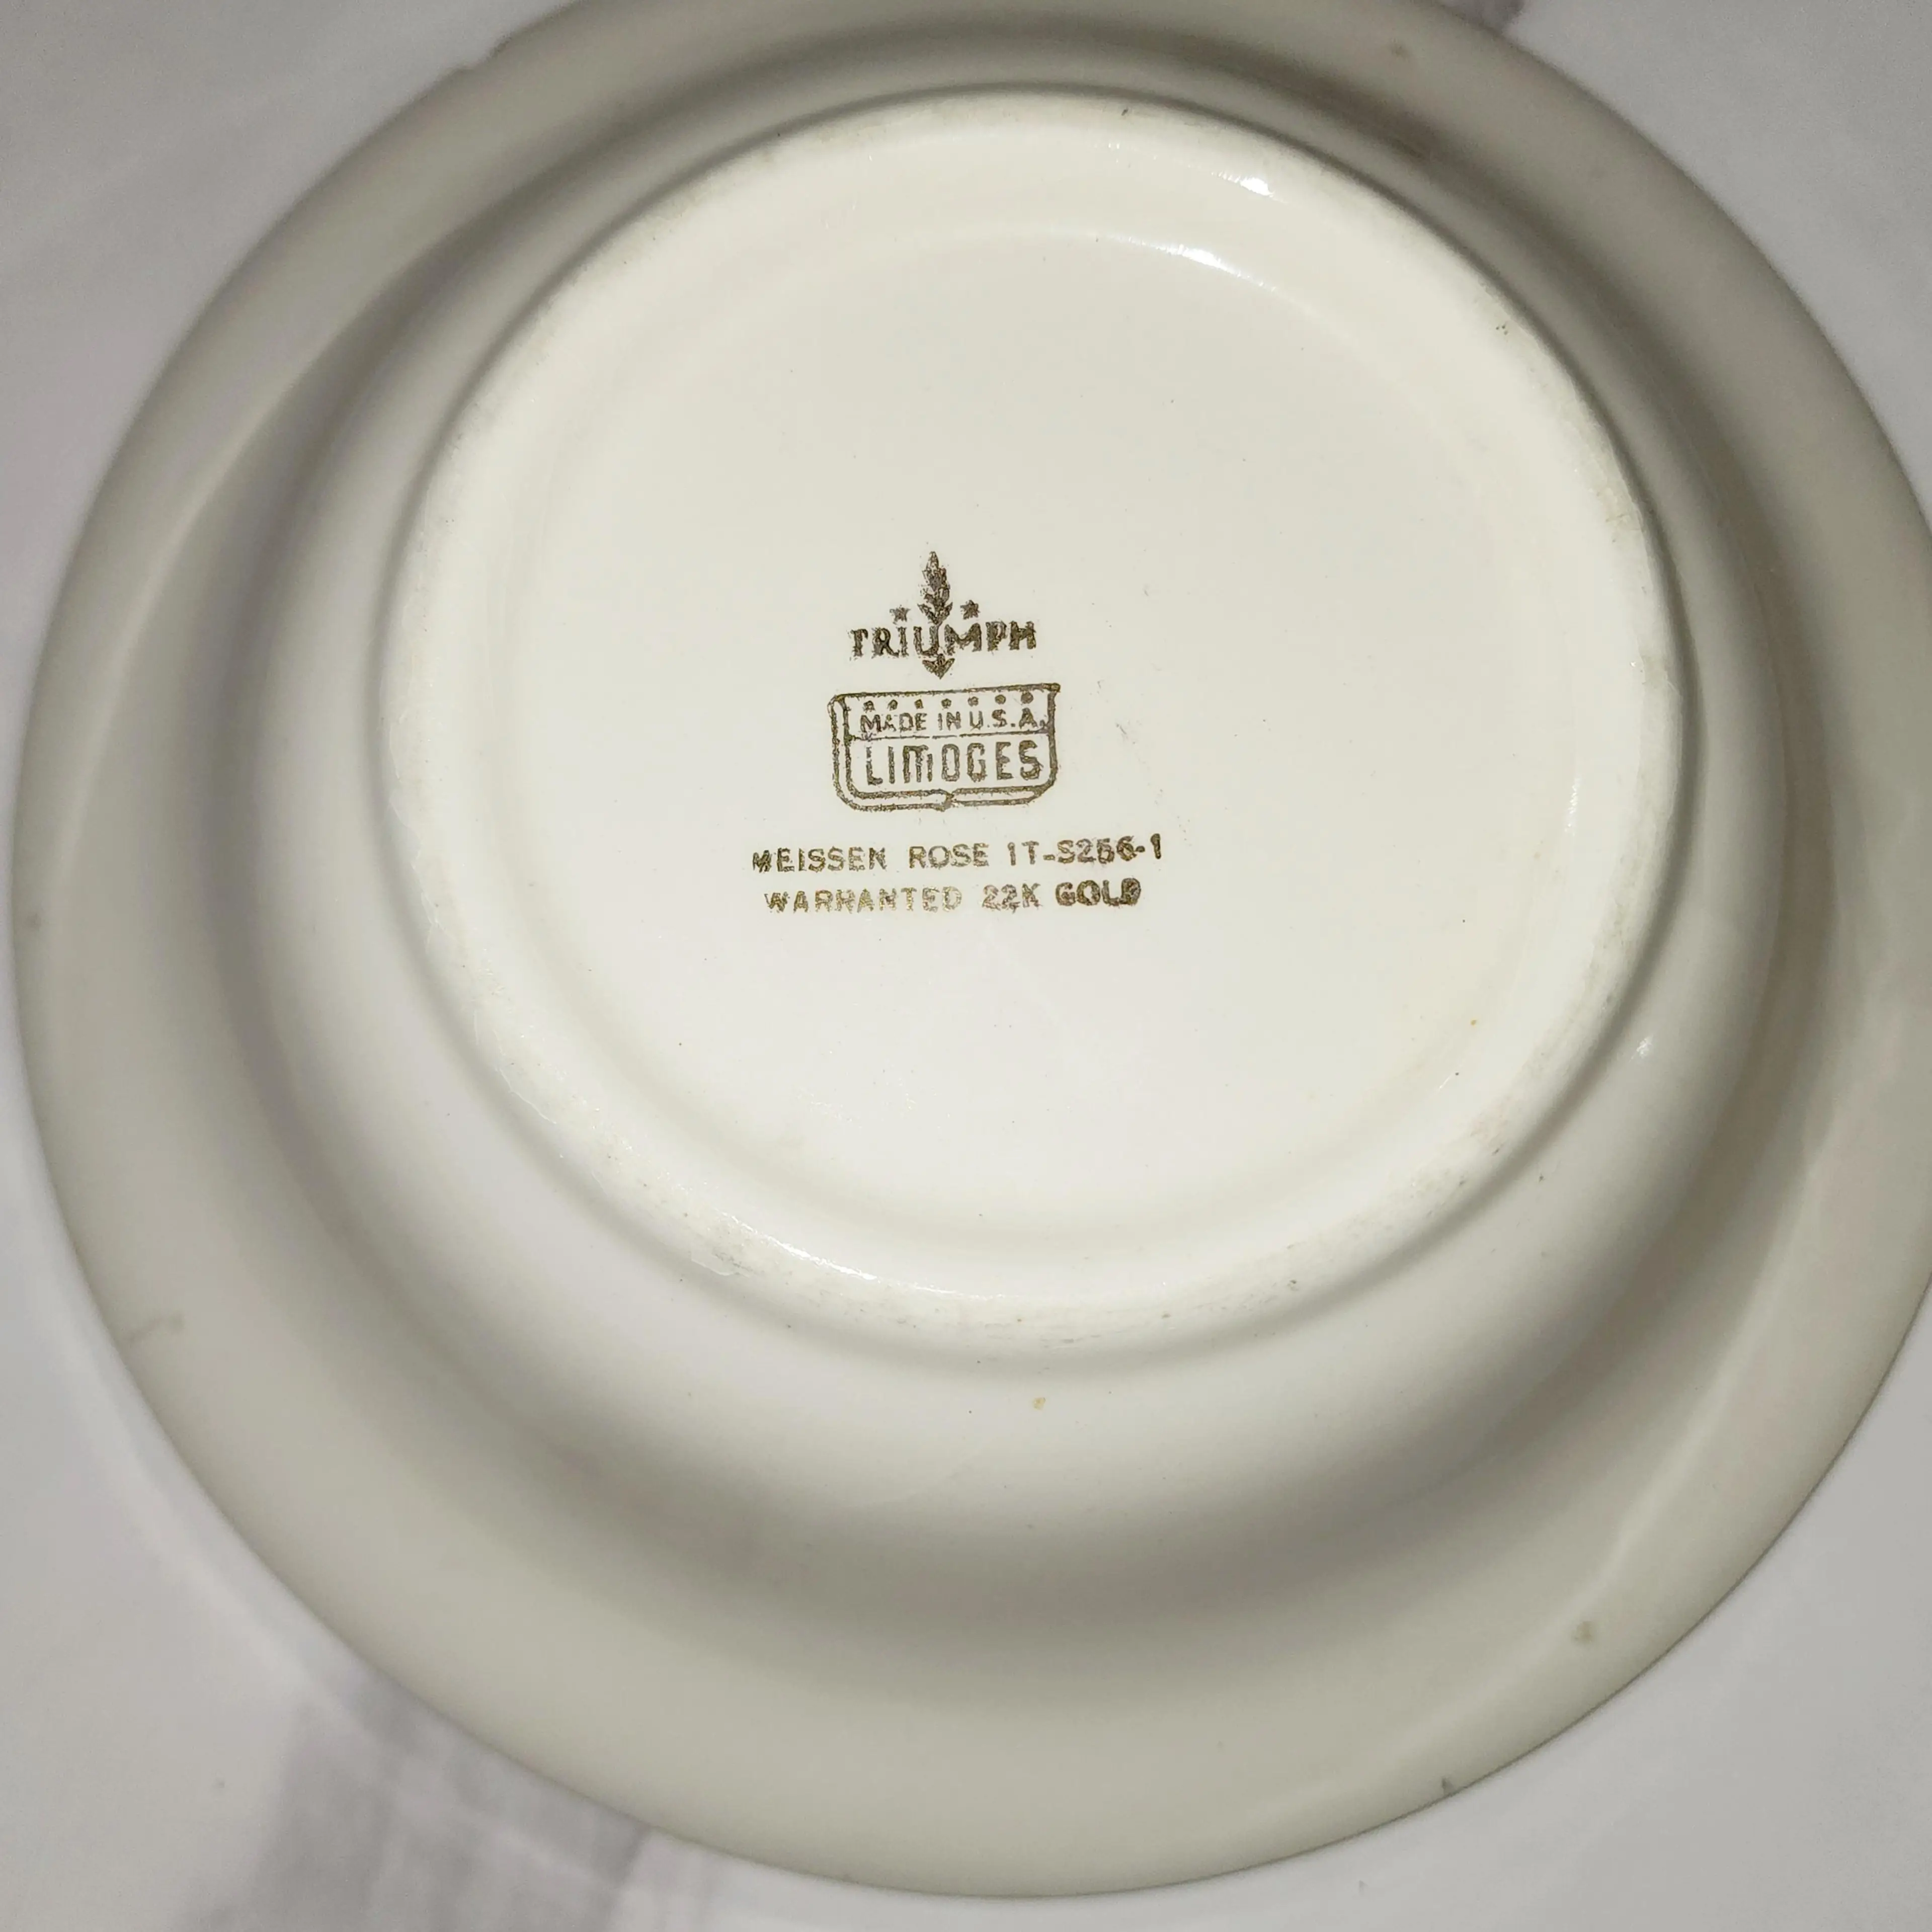 TRIUMPH
MADE IN U.S.A.
LIMOGES
MEISSEN ROSE 1T-S256-1
WARRANTED 22K GOLD